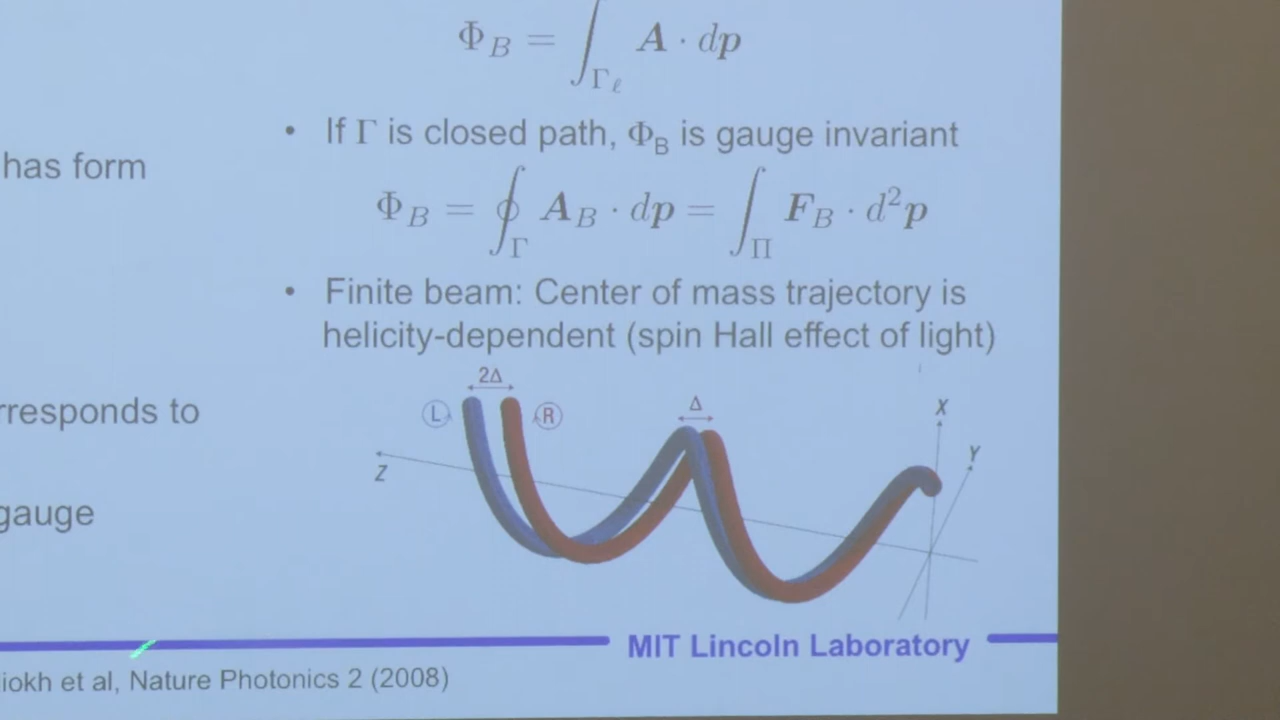 Φ_B = ∫_{Γ_ℓ} A · dp
• If Γ is closed path, Φ_B is gauge invariant
has form
Φ_B = ∮_Γ A_B · dp = ∫_Π F_B · d²p
• Finite beam: Center of mass trajectory is
helicity-dependent (spin Hall effect of light)
2Δ
L
R
Δ
X
Y
Z
rresponds to
gauge
MIT Lincoln Laboratory
iokh et al, Nature Photonics 2 (2008)